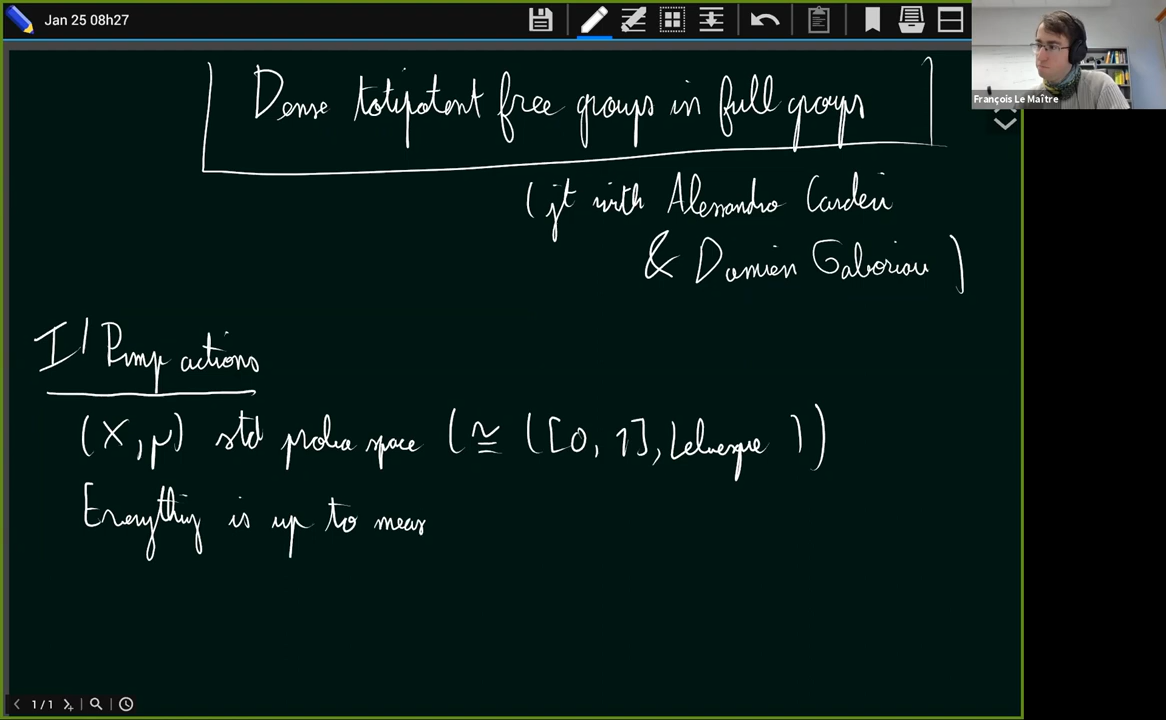 Jan 25 08h27
François Le Maître
Dense totipotent free groups in full groups
(jt with Alessandro Carderi
& Damien Gaboriau)
I/ Pmp actions
(X, μ) std proba space (≅ ([0, 1], Lebesgue ))
Everything is up to meas
1/1